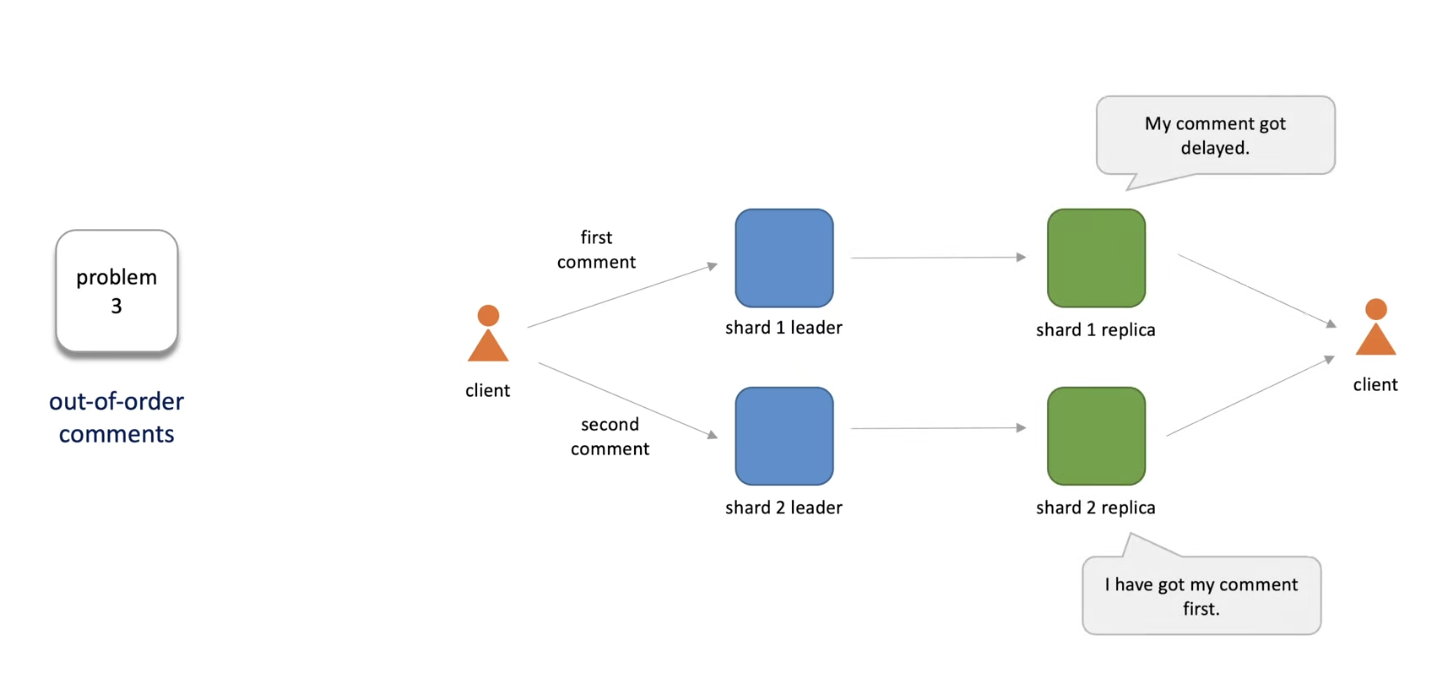 problem
3
out-of-order
comments
client
first
comment
second
comment
shard 1 leader
shard 2 leader
My comment got
delayed.
shard 1 replica
shard 2 replica
I have got my comment
first.
client